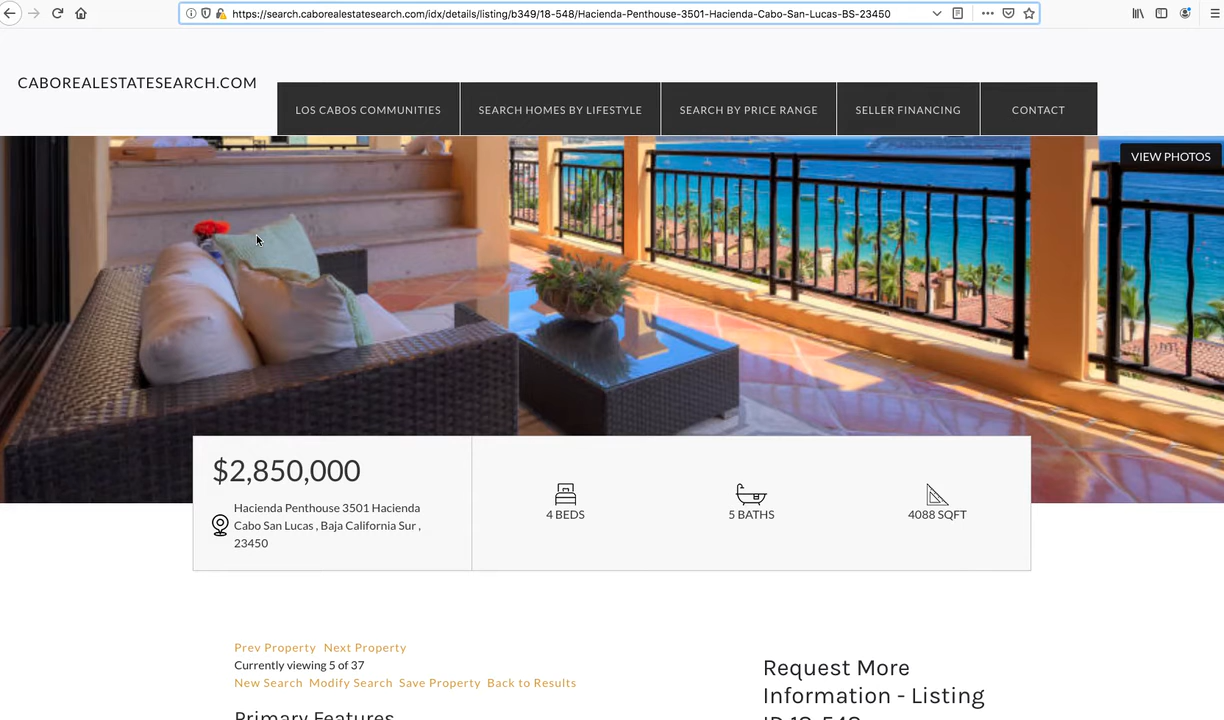 https://search.caborealestatesearch.com/idx/details/listing/b349/18-548/Hacienda-Penthouse-3501-Hacienda-Cabo-San-Lucas-BS-23450
CABOREALESTATESEARCH.COM
LOS CABOS COMMUNITIES SEARCH HOMES BY LIFESTYLE SEARCH BY PRICE RANGE SELLER FINANCING CONTACT
VIEW PHOTOS
$2,850,000
Hacienda Penthouse 3501 Hacienda
Cabo San Lucas , Baja California Sur ,
23450
4 BEDS 5 BATHS 4088 SQFT
Prev Property Next Property
Currently viewing 5 of 37
New Search Modify Search Save Property Back to Results
Primary Features
Request More
Information - Listing
ID 18-548